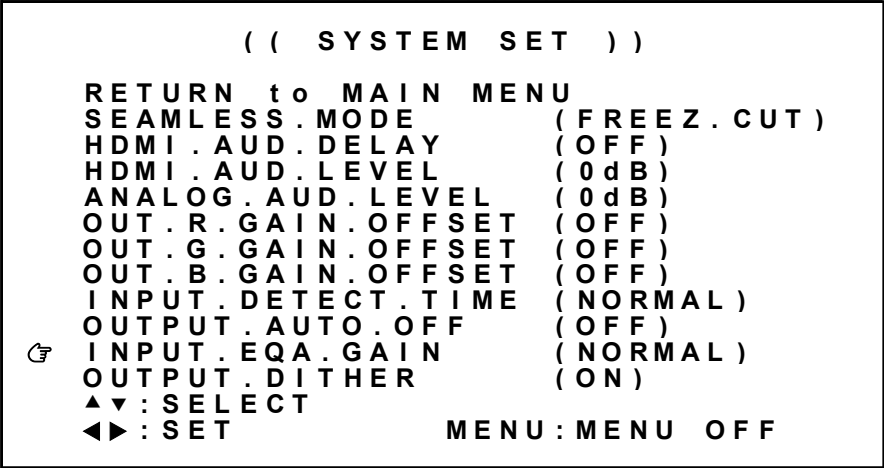 (( SYSTEM SET ))
RETURN to MAIN MENU
SEAMLESS.MODE (FREEZ.CUT)
HDMI.AUD.DELAY (OFF)
HDMI.AUD.LEVEL (0dB)
ANALOG.AUD.LEVEL (0dB)
OUT.R.GAIN.OFFSET (OFF)
OUT.G.GAIN.OFFSET (OFF)
OUT.B.GAIN.OFFSET (OFF)
INPUT.DETECT.TIME (NORMAL)
OUTPUT.AUTO.OFF (OFF)
☞ INPUT.EQA.GAIN (NORMAL)
OUTPUT.DITHER (ON)
▲▼:SELECT
◀▶:SET MENU:MENU OFF